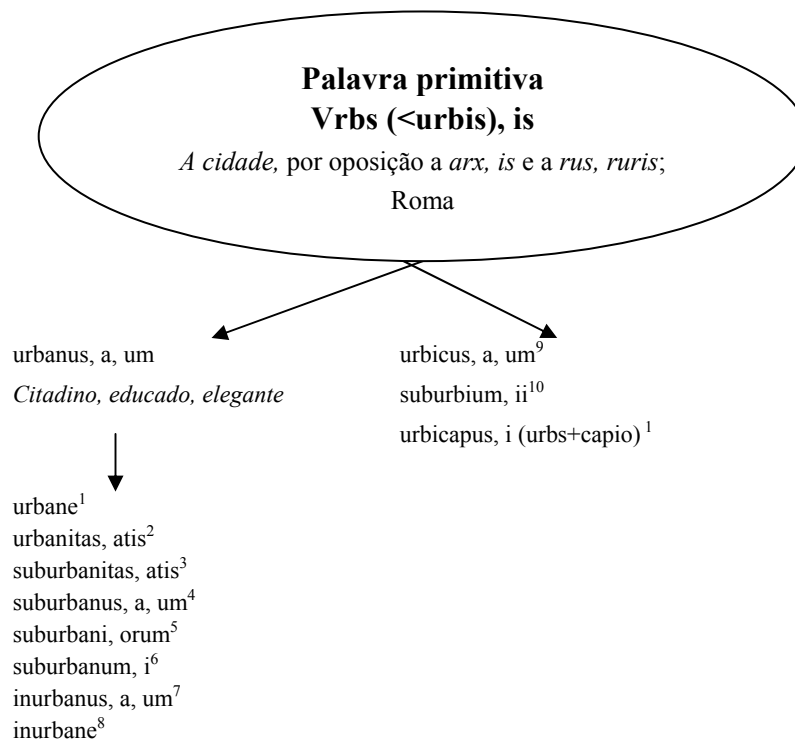 Palavra primitiva
Vrbs (<urbis), is
A cidade, por oposição a arx, is e a rus, ruris;
Roma
urbanus, a, um
Citadino, educado, elegante
urbane¹
urbanitas, atis²
suburbanitas, atis³
suburbanus, a, um⁴
suburbani, orum⁵
suburbanum, i⁶
inurbanus, a, um⁷
inurbane⁸
urbicus, a, um⁹
suburbium, ii¹⁰
urbicapus, i (urbs+capio) ¹